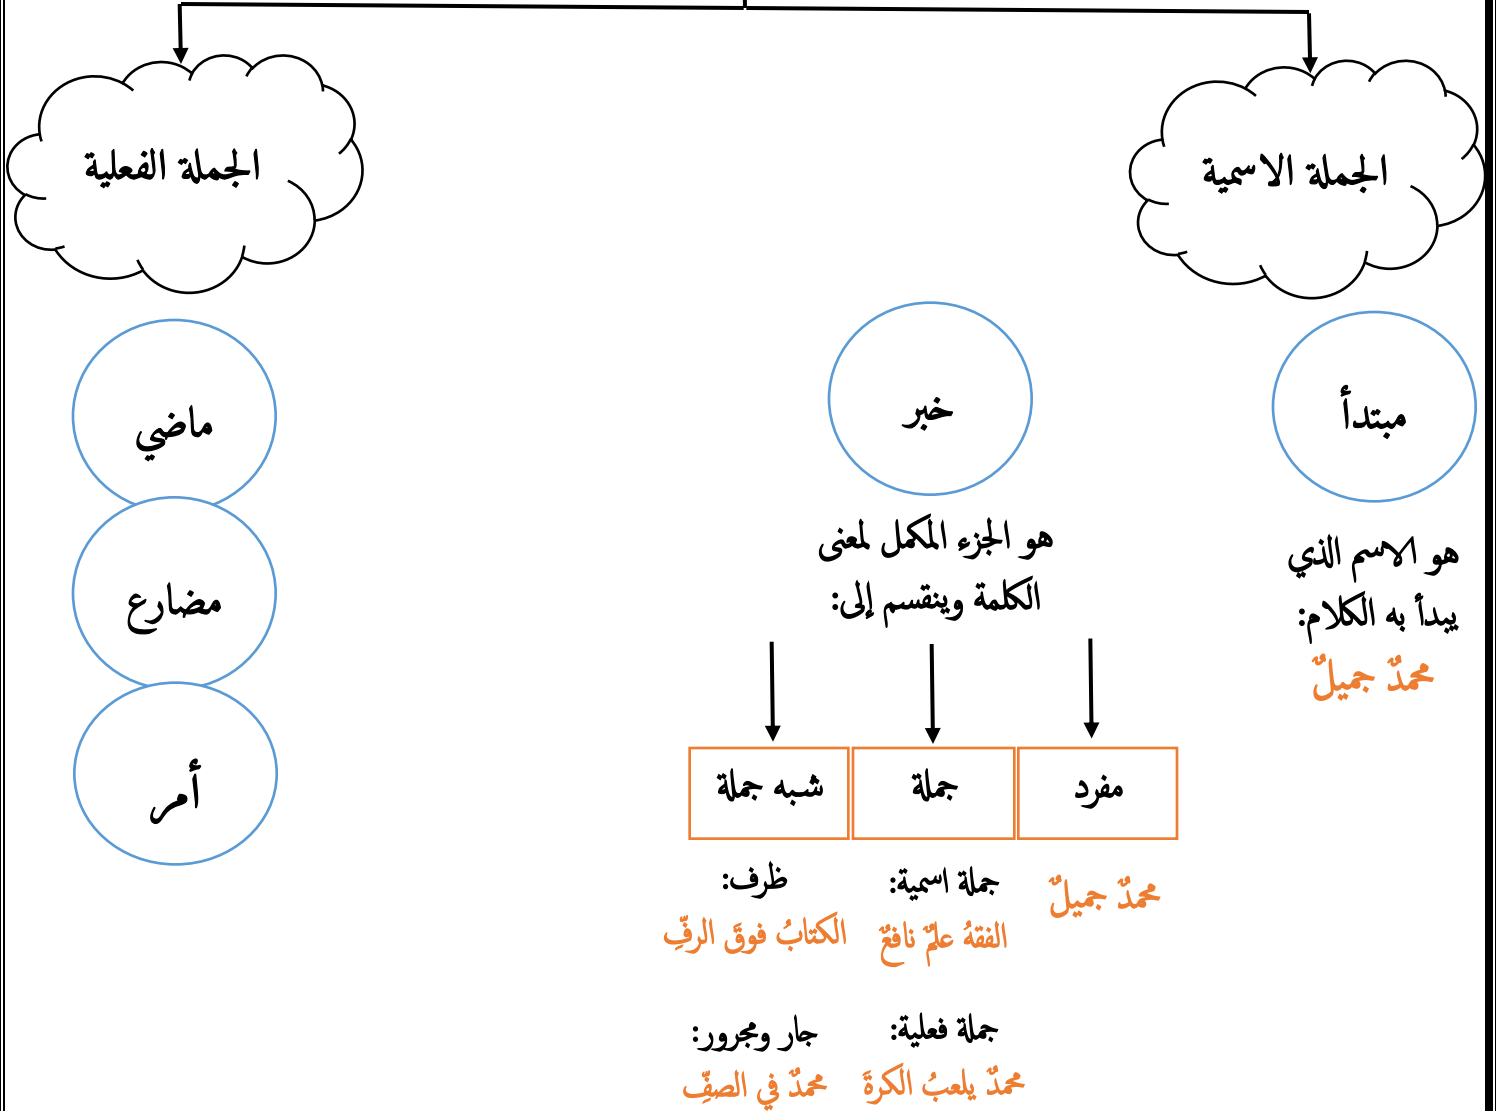 الجملة الاسمية
الجملة الفعلية
مبتدأ
هو الاسم الذي
يبدأ به الكلام:
محمدٌ جميلٌ
خبر
هو الجزء المكمل لمعنى
الكلمة وينقسم إلى:
مفرد
محمدٌ جميلٌ
جملة
جملة اسمية:
الفقهُ علمٌ نافعٌ
جملة فعلية:
محمدٌ يلعبُ الكرةَ
شبه جملة
ظرف:
الكتابُ فوقَ الرفِّ
جار ومجرور:
محمدٌ في الصفِّ
ماضي
مضارع
أمر